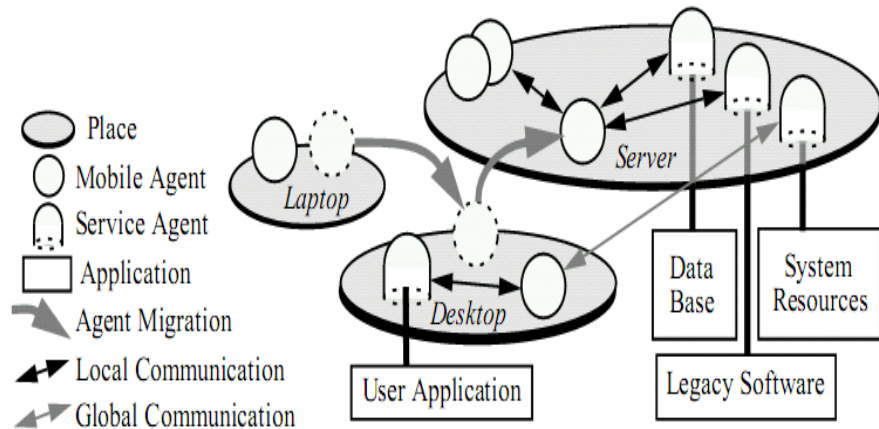 Place
Mobile Agent
Service Agent
Application
Agent Migration
Local Communication
Global Communication
Laptop
Server
Desktop
User Application
Data
Base
System
Resources
Legacy Software